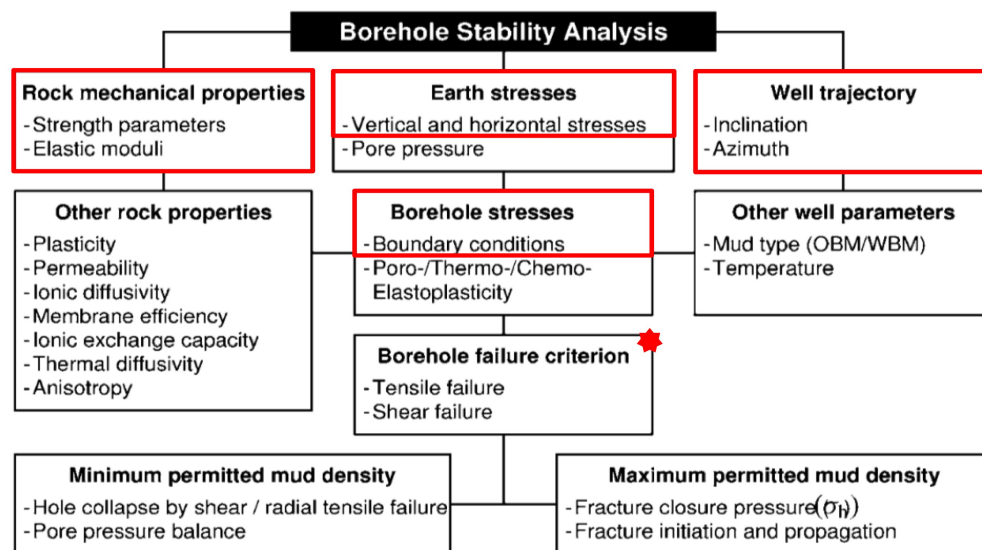 Borehole Stability Analysis
Rock mechanical properties
-Strength parameters
-Elastic moduli
Earth stresses
-Vertical and horizontal stresses
-Pore pressure
Well trajectory
-Inclination
-Azimuth
Other rock properties
-Plasticity
-Permeability
-Ionic diffusivity
-Membrane efficiency
-Ionic exchange capacity
-Thermal diffusivity
-Anisotropy
Borehole stresses
-Boundary conditions
-Poro-/Thermo-/Chemo-
Elastoplasticity
Other well parameters
-Mud type (OBM/WBM)
-Temperature
Borehole failure criterion
-Tensile failure
-Shear failure
Minimum permitted mud density
-Hole collapse by shear / radial tensile failure
-Pore pressure balance
Maximum permitted mud density
-Fracture closure pressure(σh)
-Fracture initiation and propagation